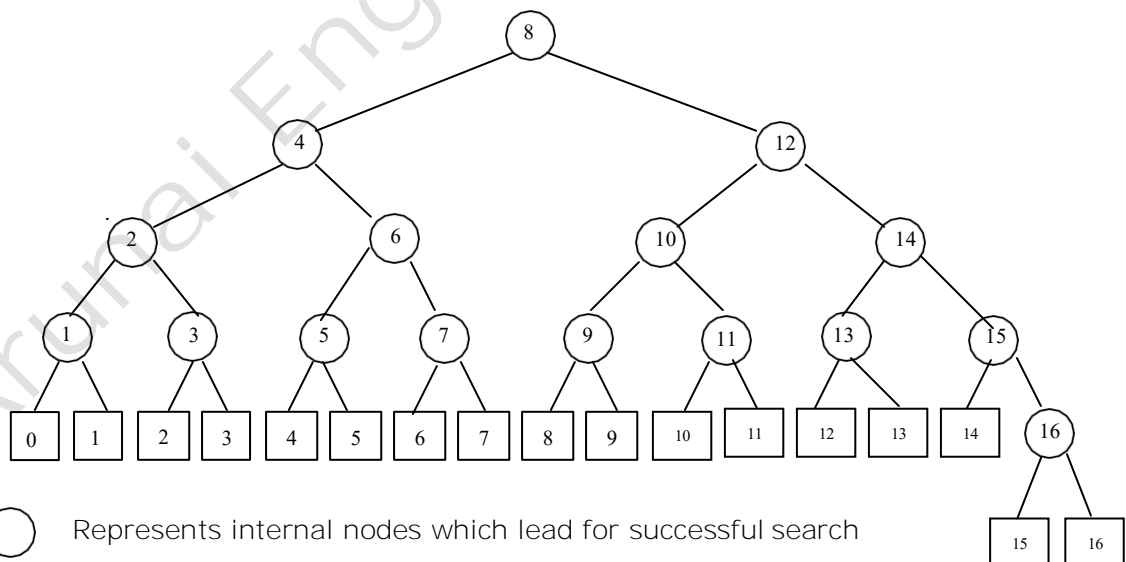 8
4 12
2 6 10 14
1 3 5 7 9 11 13 15
0 1 2 3 4 5 6 7 8 9 10 11 12 13 14 16
Represents internal nodes which lead for successful search
15 16